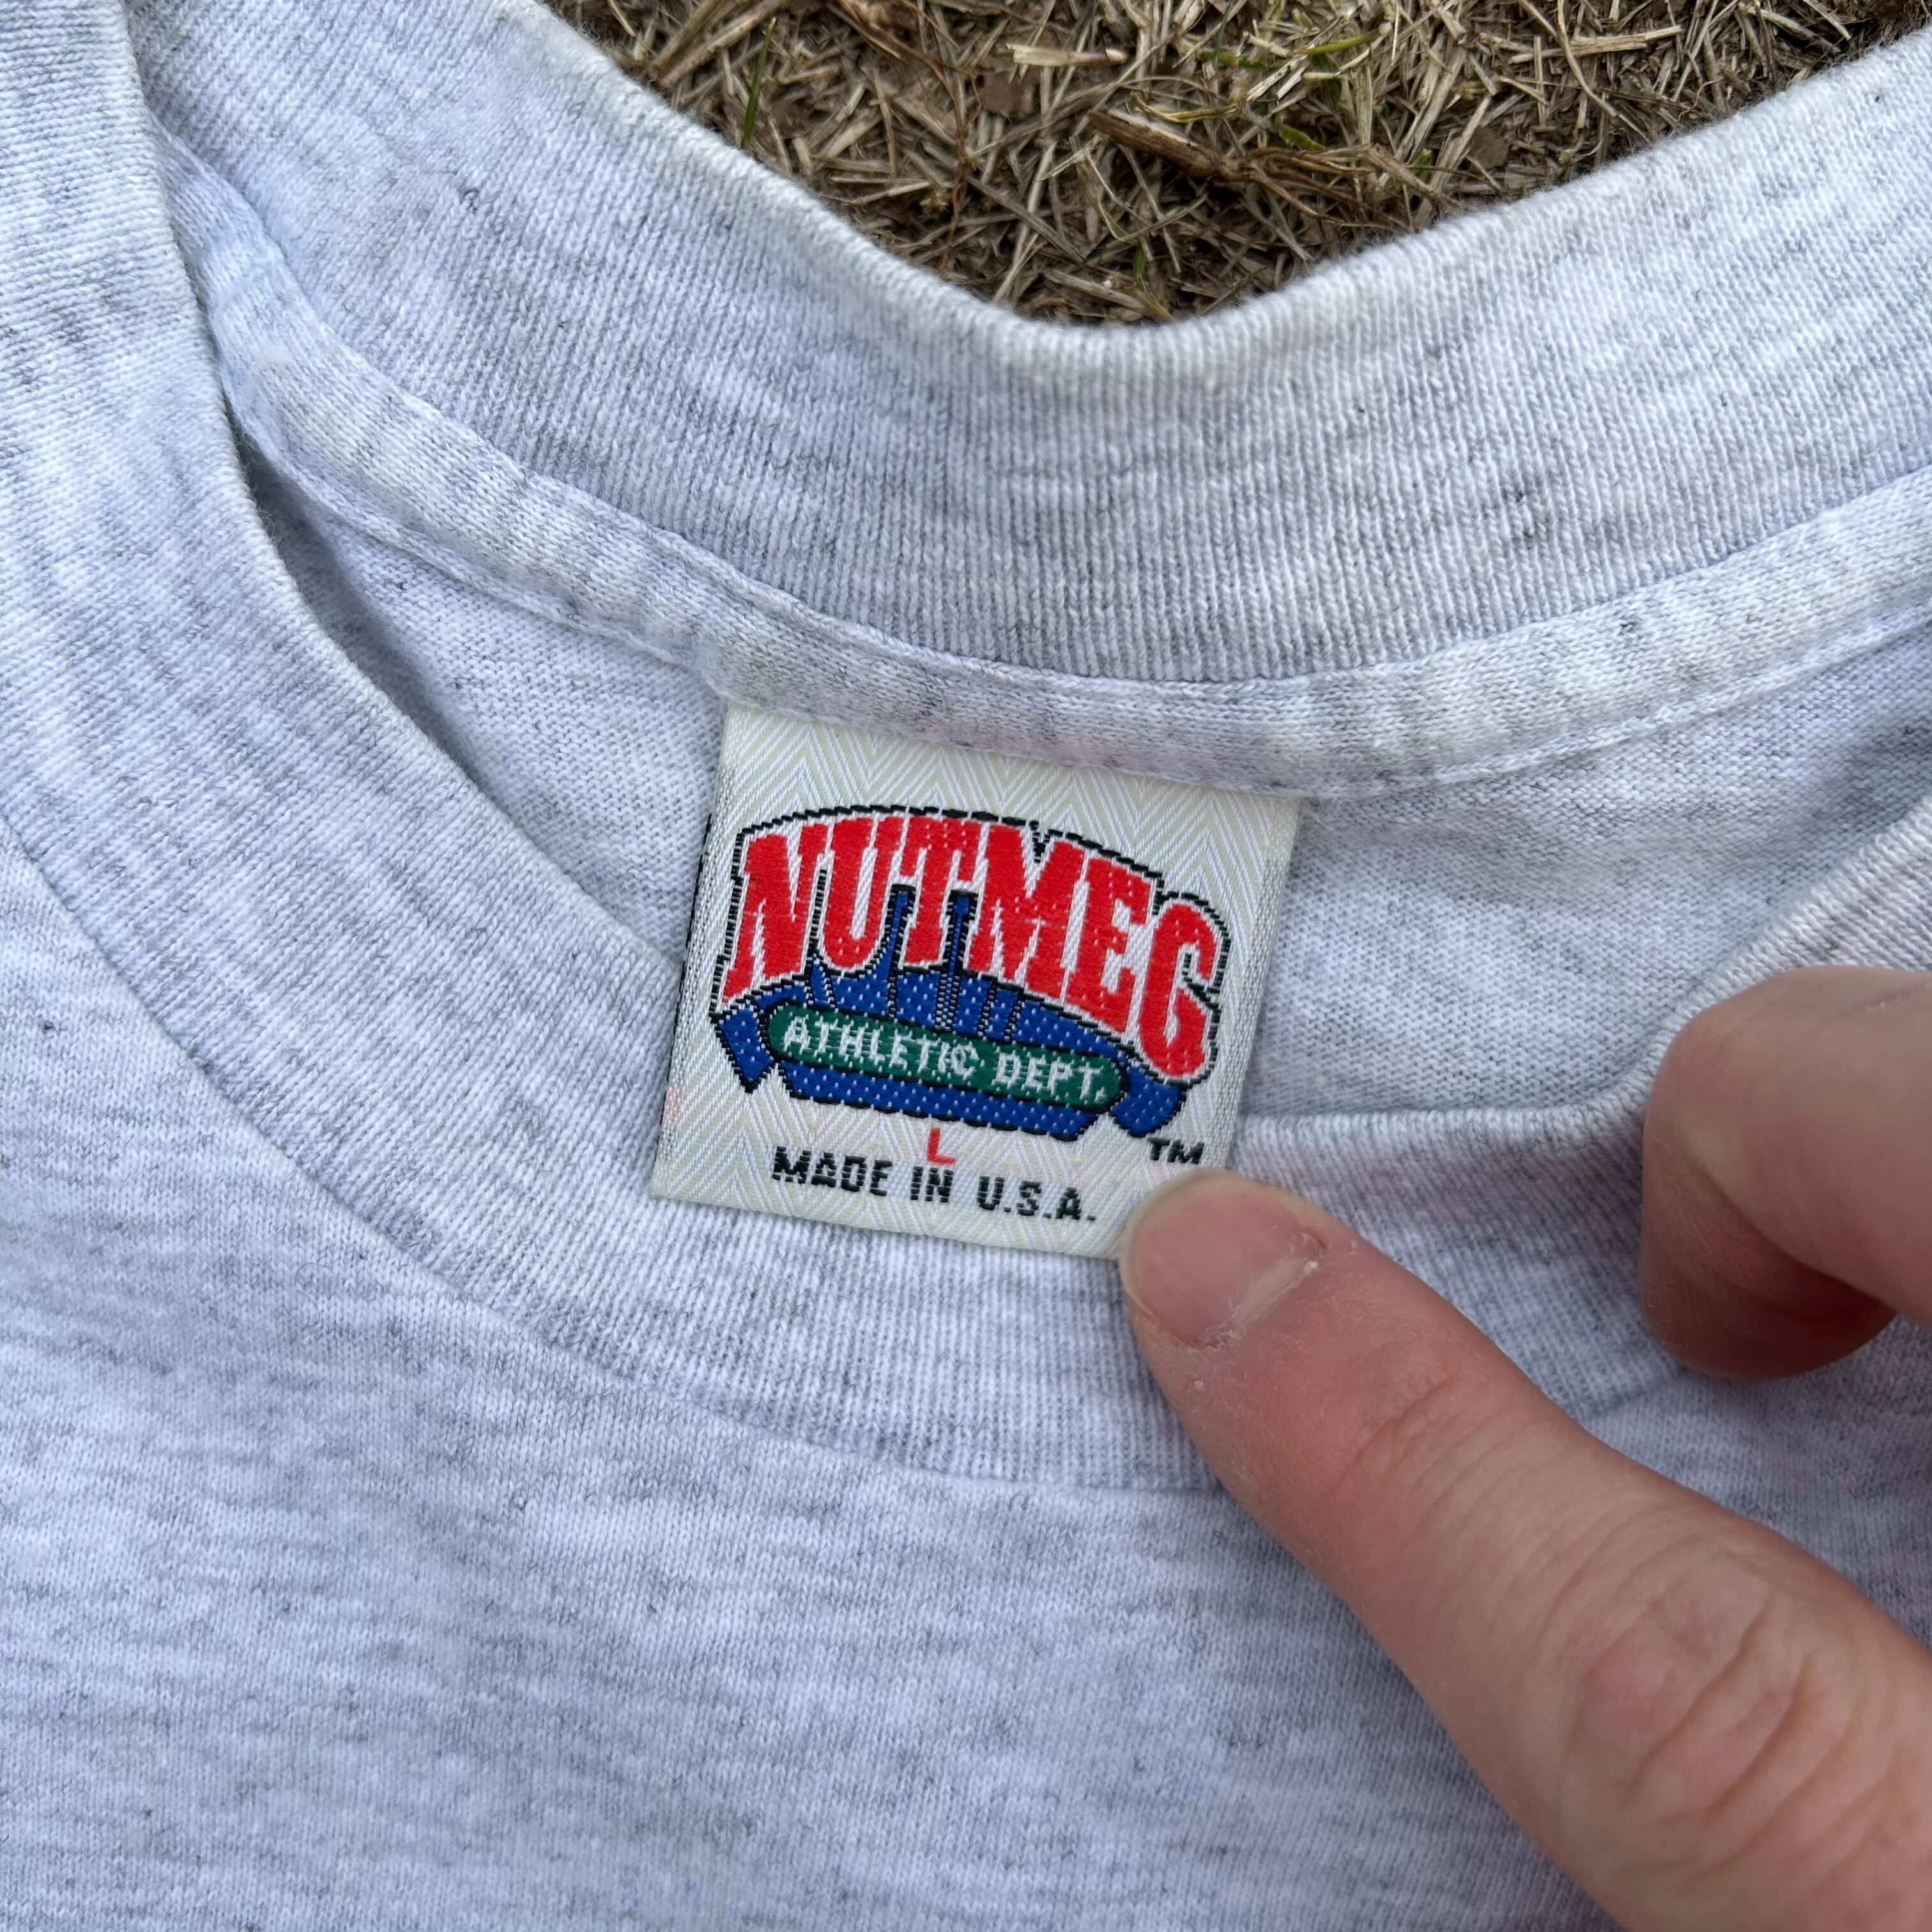 NUTMEG
ATHLETIC DEPT.
TM
L
MADE IN U.S.A.